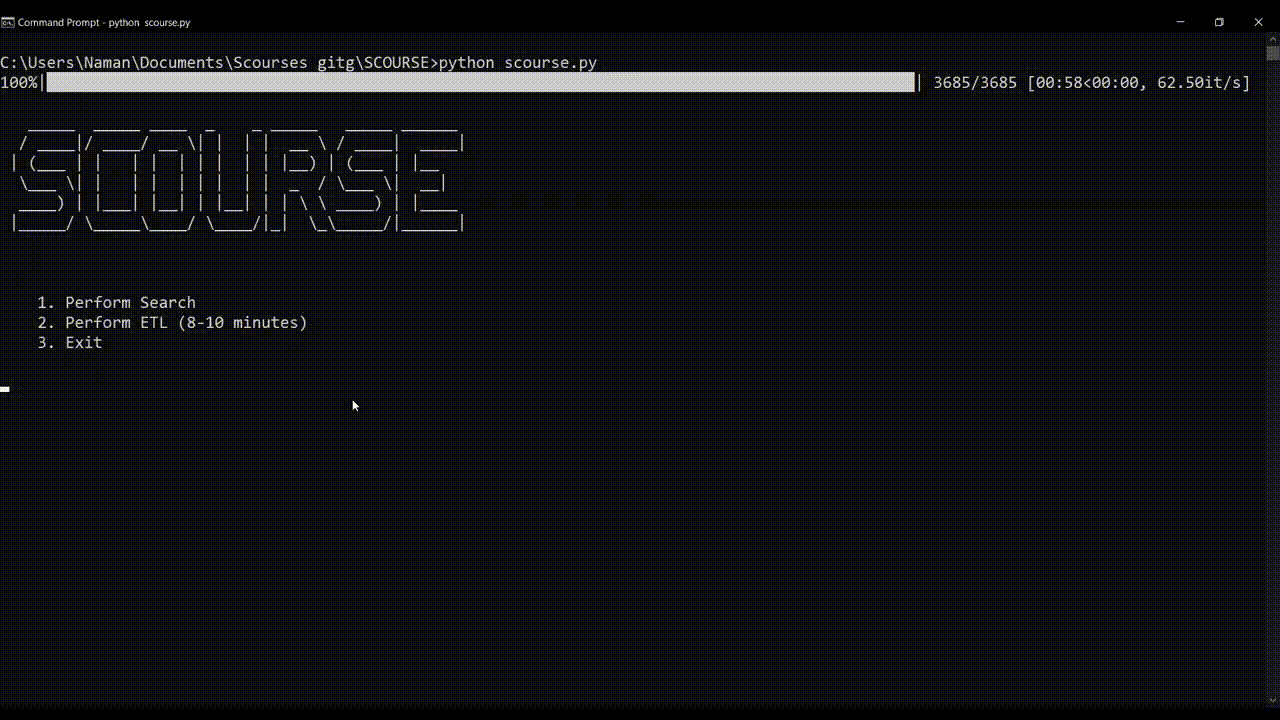 Command Prompt - python scourse.py
C:\Users\Naman\Documents\Scourses gitg\SCOURSE>python scourse.py
100%| | 3685/3685 [00:58<00:00, 62.50it/s]
SCOURSE
1. Perform Search
2. Perform ETL (8-10 minutes)
3. Exit